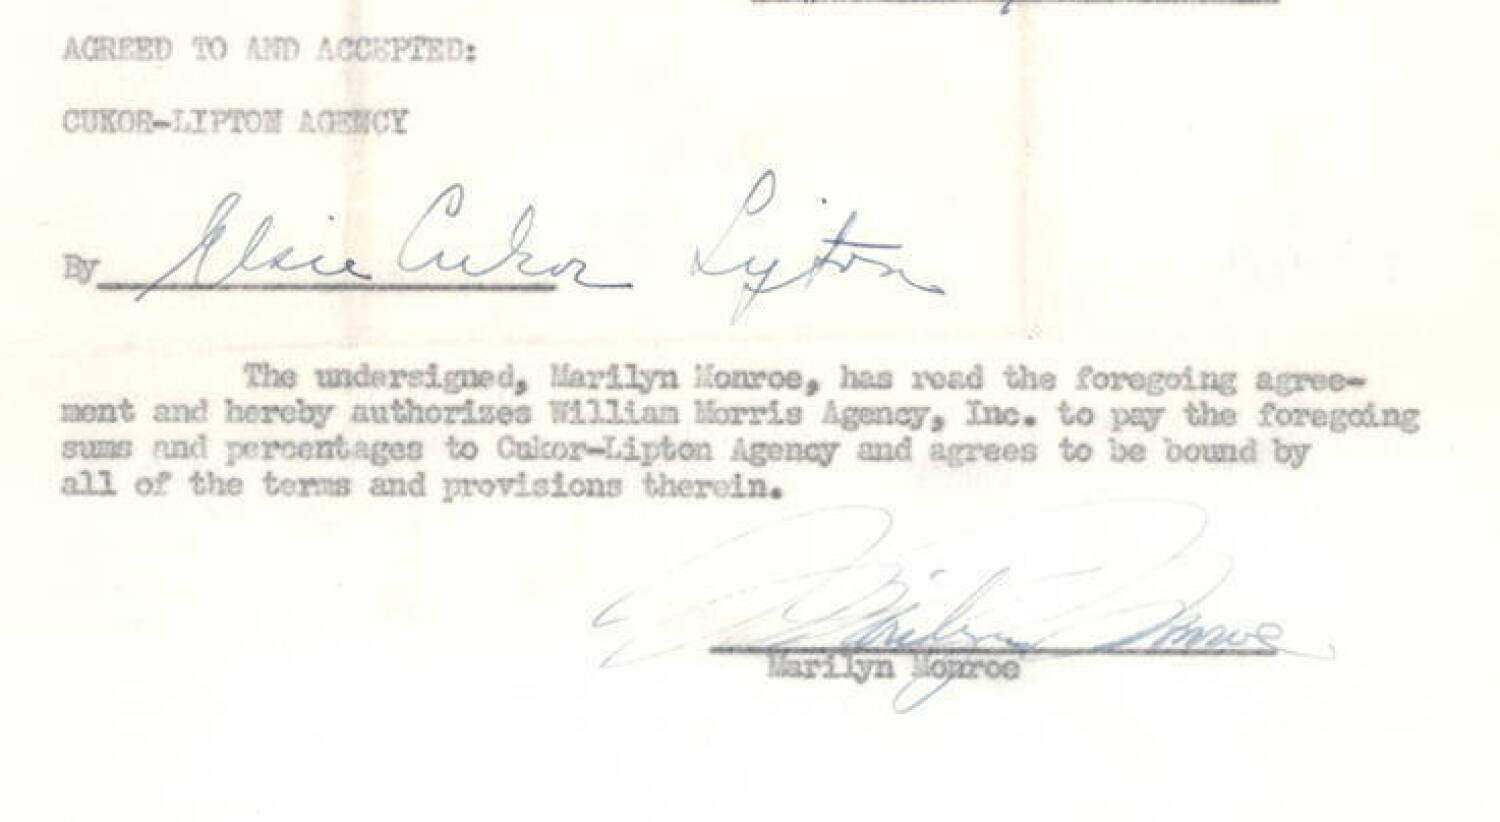 AGREED TO AND ACCEPTED:
CUKOR-LIPTON AGENCY
By Elsie Cukor Lipton
The undersigned, Marilyn Monroe, has read the foregoing agree-
ment and hereby authorizes William Morris Agency, Inc. to pay the foregoing
sums and percentages to Cukor-Lipton Agency and agrees to be bound by
all of the terms and provisions therein.
Marilyn Monroe
Marilyn Monroe